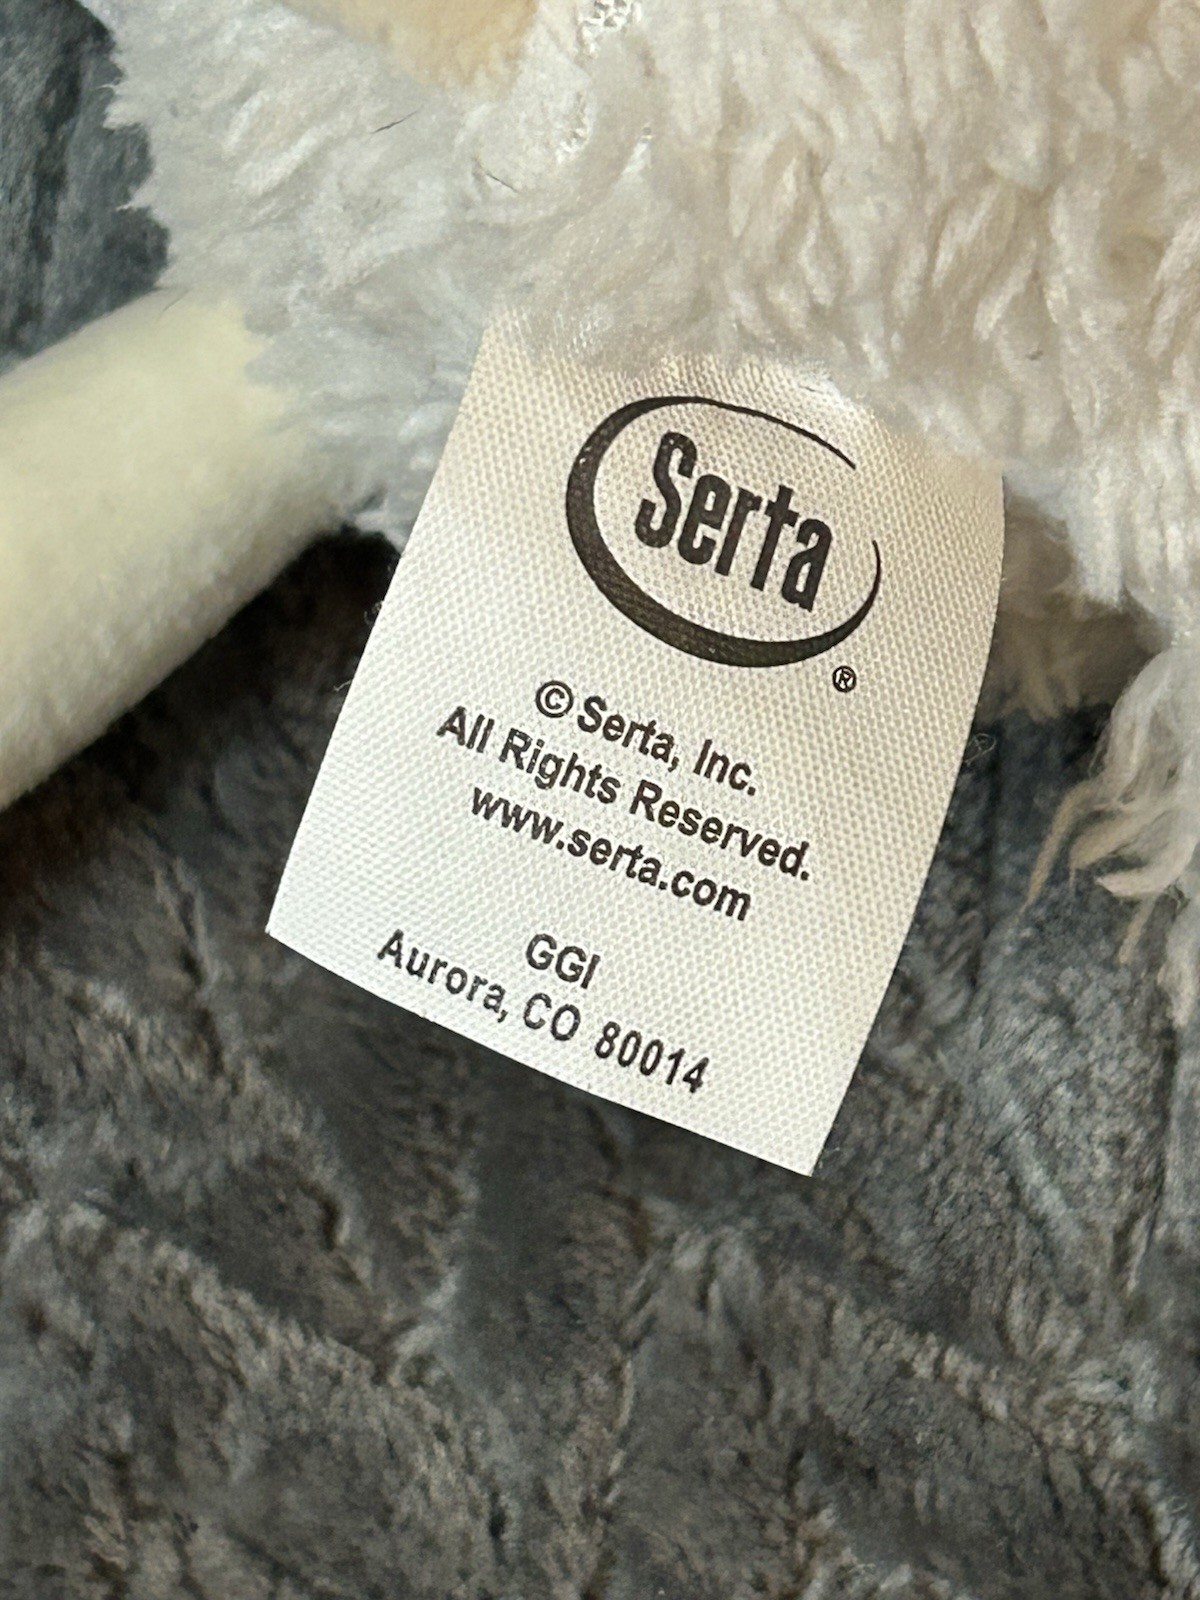 Serta
®
© Serta, Inc.
All Rights Reserved.
www.serta.com
GGI
Aurora, CO 80014